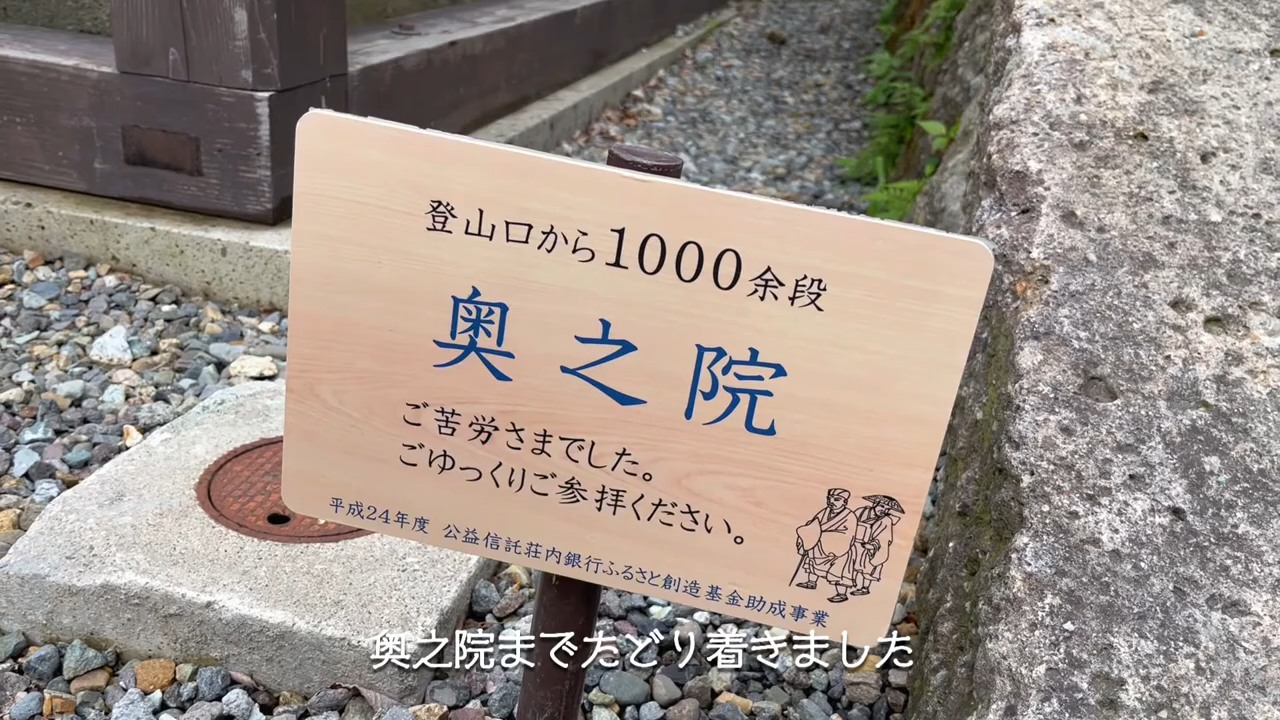 登山口から1000余段
奥之院
ご苦労さまでした。
ごゆっくりご参拝ください。
平成24年度 公益信託荘内銀行ふるさと創造基金助成事業
奥之院までたどり着きました